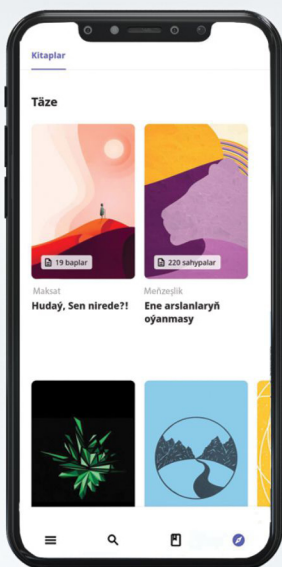 Kitaplar
Täze
19 baplar
220 sahypalar
Maksat
Meňzeşlik
Hudaý, Sen nirede?!
Ene arslanlaryň
oýanmasy